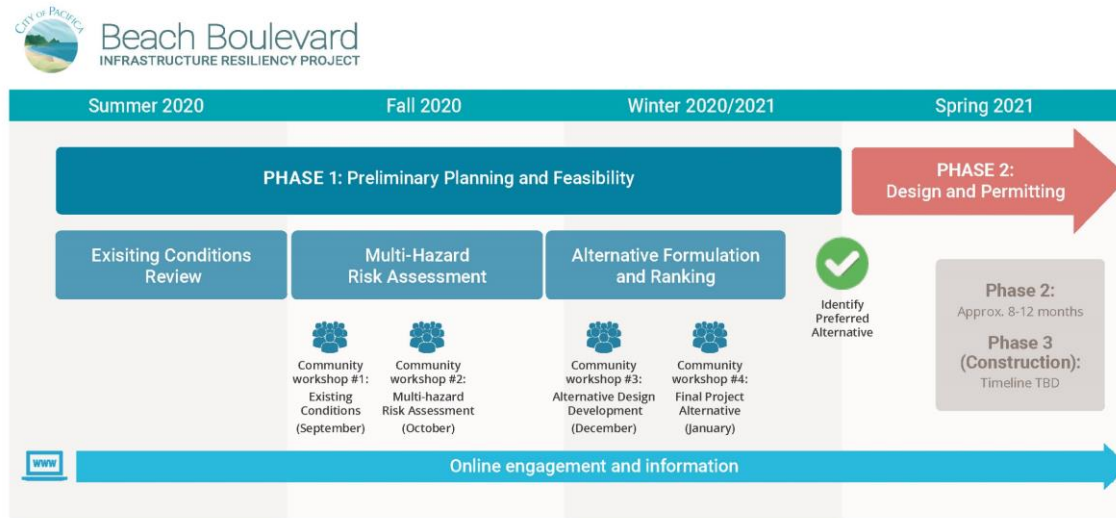 CITY OF PACIFICA
Beach Boulevard
INFRASTRUCTURE RESILIENCY PROJECT
Summer 2020
Fall 2020
Winter 2020/2021
Spring 2021
PHASE 1: Preliminary Planning and Feasibility
PHASE 2:
Design and Permitting
Exisiting Conditions
Review
Multi-Hazard
Risk Assessment
Alternative Formulation
and Ranking
Identify
Preferred
Alternative
Phase 2:
Approx. 8-12 months
Phase 3
(Construction):
Timeline TBD
Community
workshop #1:
Existing
Conditions
(September)
Community
workshop #2:
Multi-hazard
Risk Assessment
(October)
Community
workshop #3:
Alternative Design
Development
(December)
Community
workshop #4:
Final Project
Alternative
(January)
www
Online engagement and information